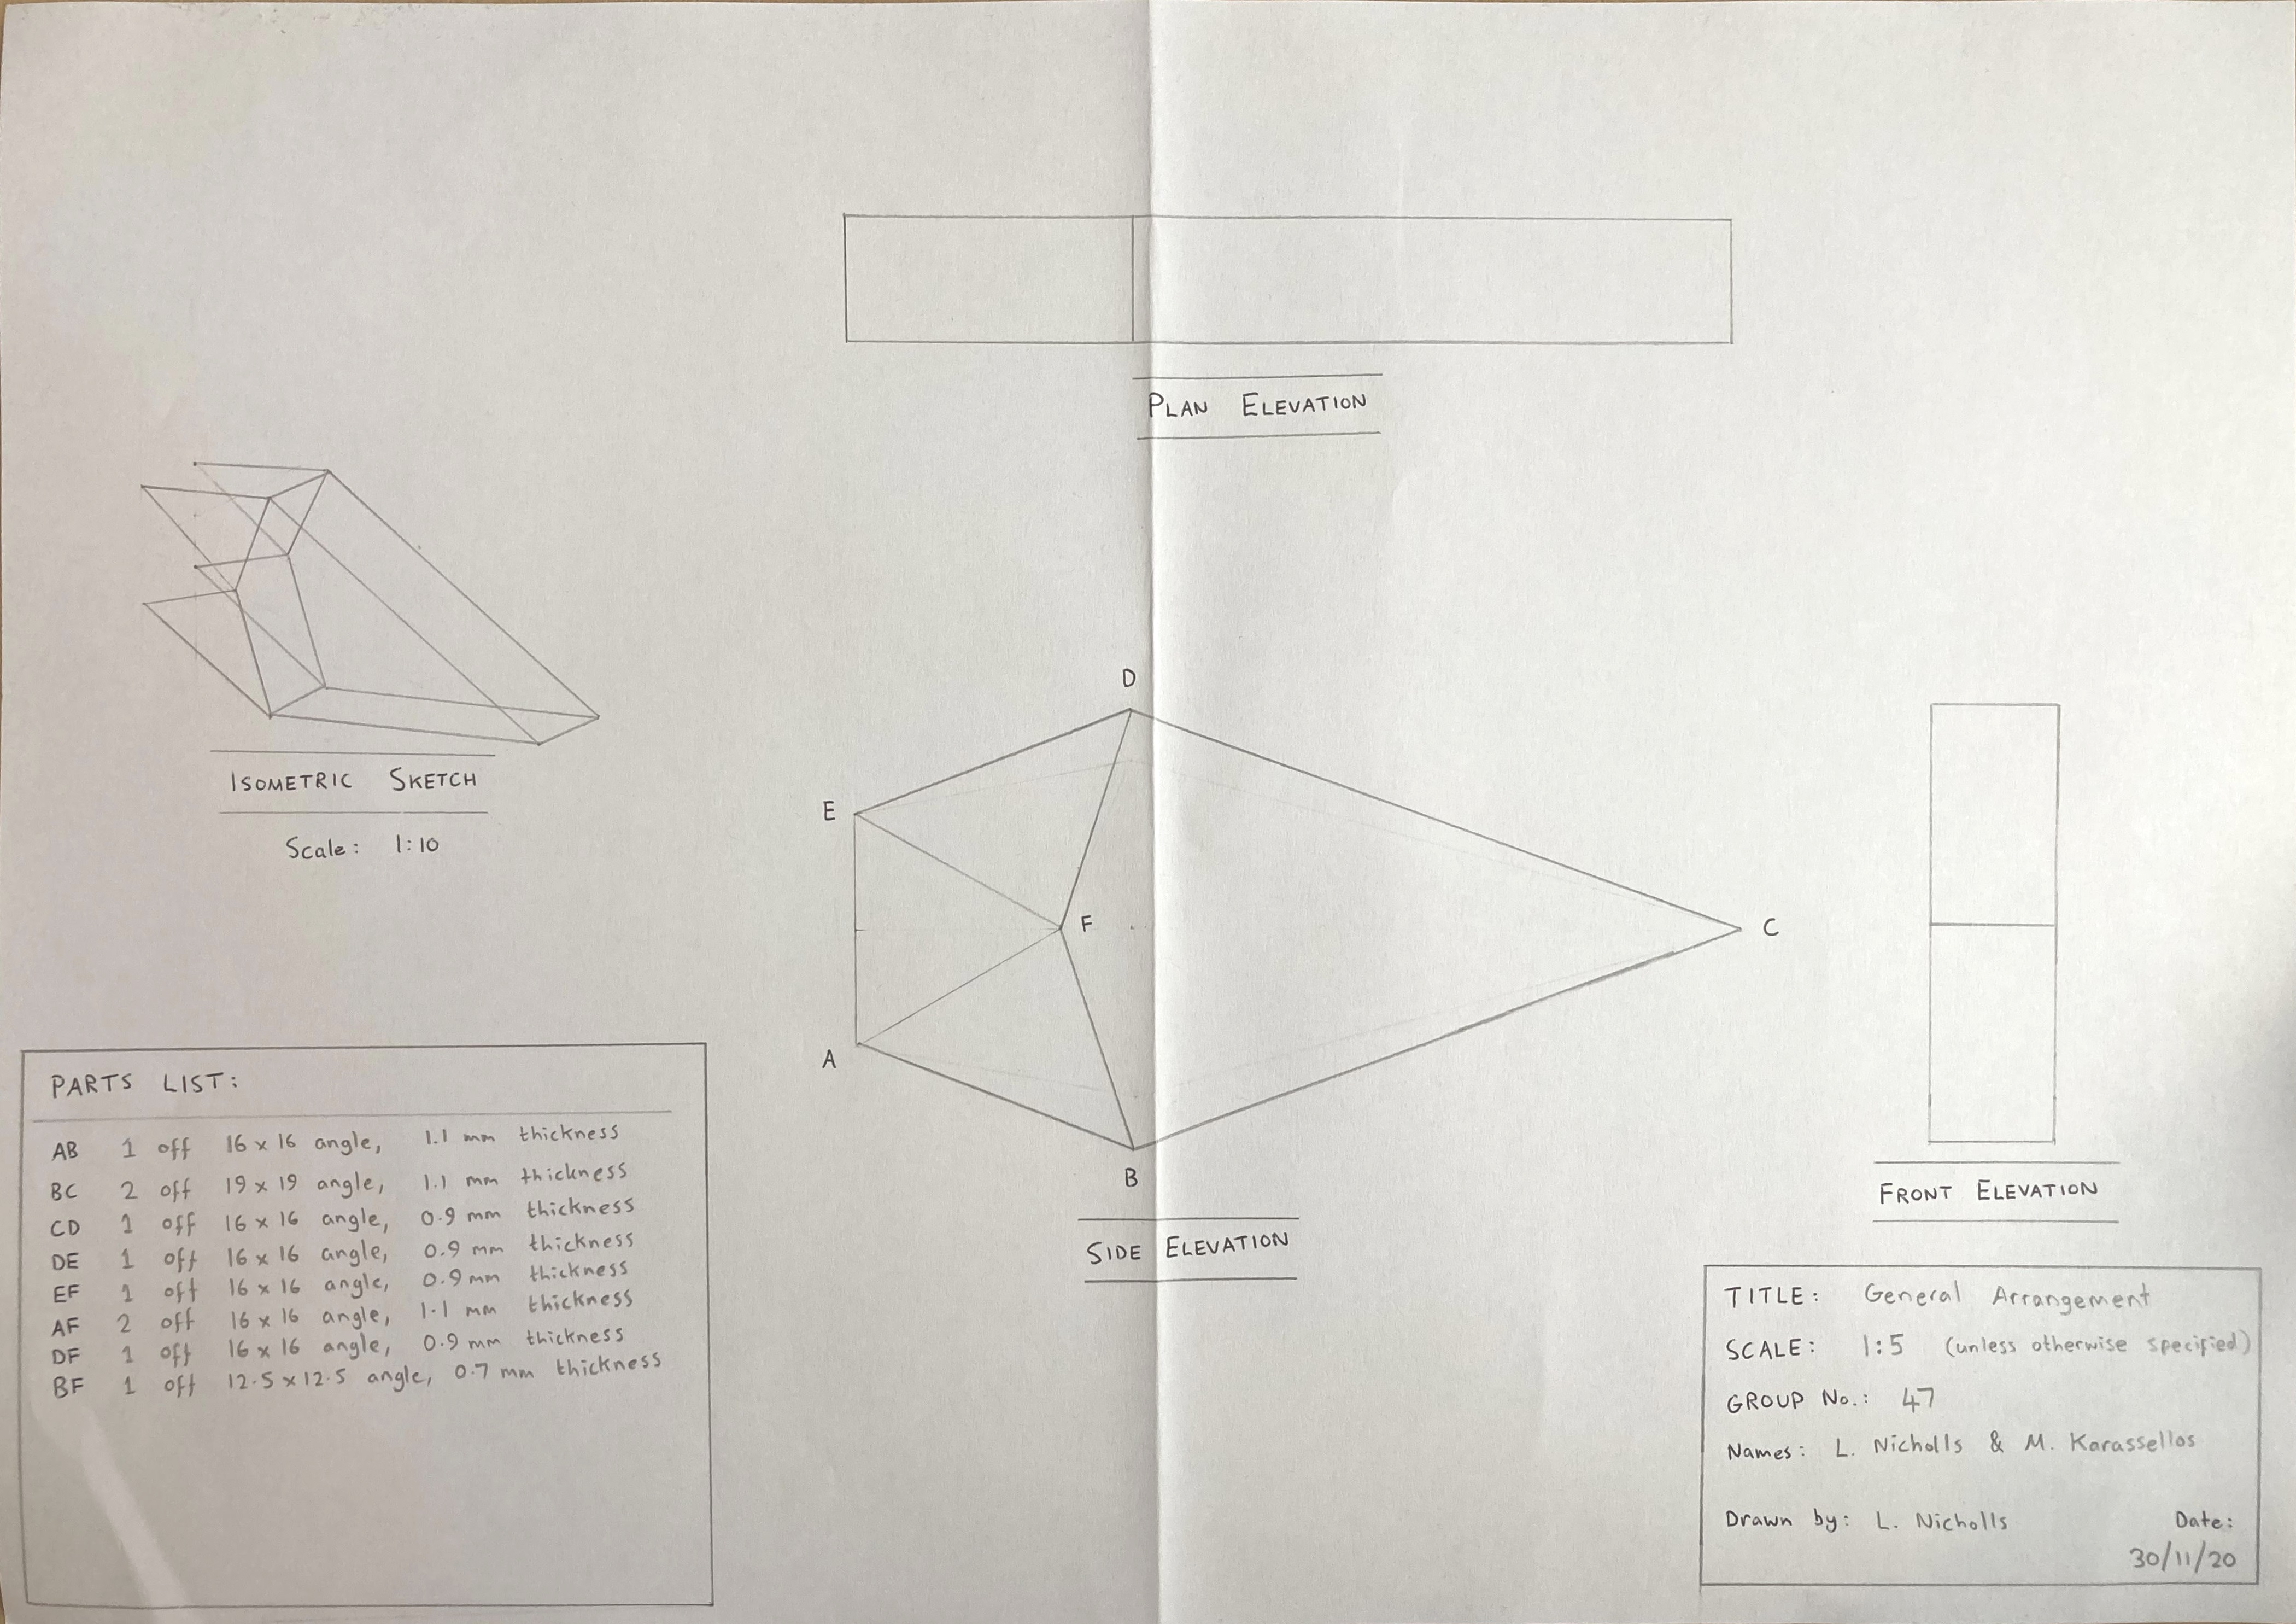 PLAN ELEVATION
ISOMETRIC SKETCH
Scale: 1:10
D
E
F
C
A
B
SIDE ELEVATION
FRONT ELEVATION
PARTS LIST:
AB 1 off 16 x 16 angle, 1.1 mm thickness
BC 2 off 19 x 19 angle, 1.1 mm thickness
CD 1 off 16 x 16 angle, 0.9 mm thickness
DE 1 off 16 x 16 angle, 0.9 mm thickness
EF 1 off 16 x 16 angle, 0.9 mm thickness
AF 2 off 16 x 16 angle, 1.1 mm thickness
DF 1 off 16 x 16 angle, 0.9 mm thickness
BF 1 off 12.5 x 12.5 angle, 0.7 mm thickness
TITLE: General Arrangement
SCALE: 1:5 (unless otherwise specified)
GROUP No.: 47
Names: L. Nicholls & M. Karassellos
Drawn by: L. Nicholls Date:
30/11/20